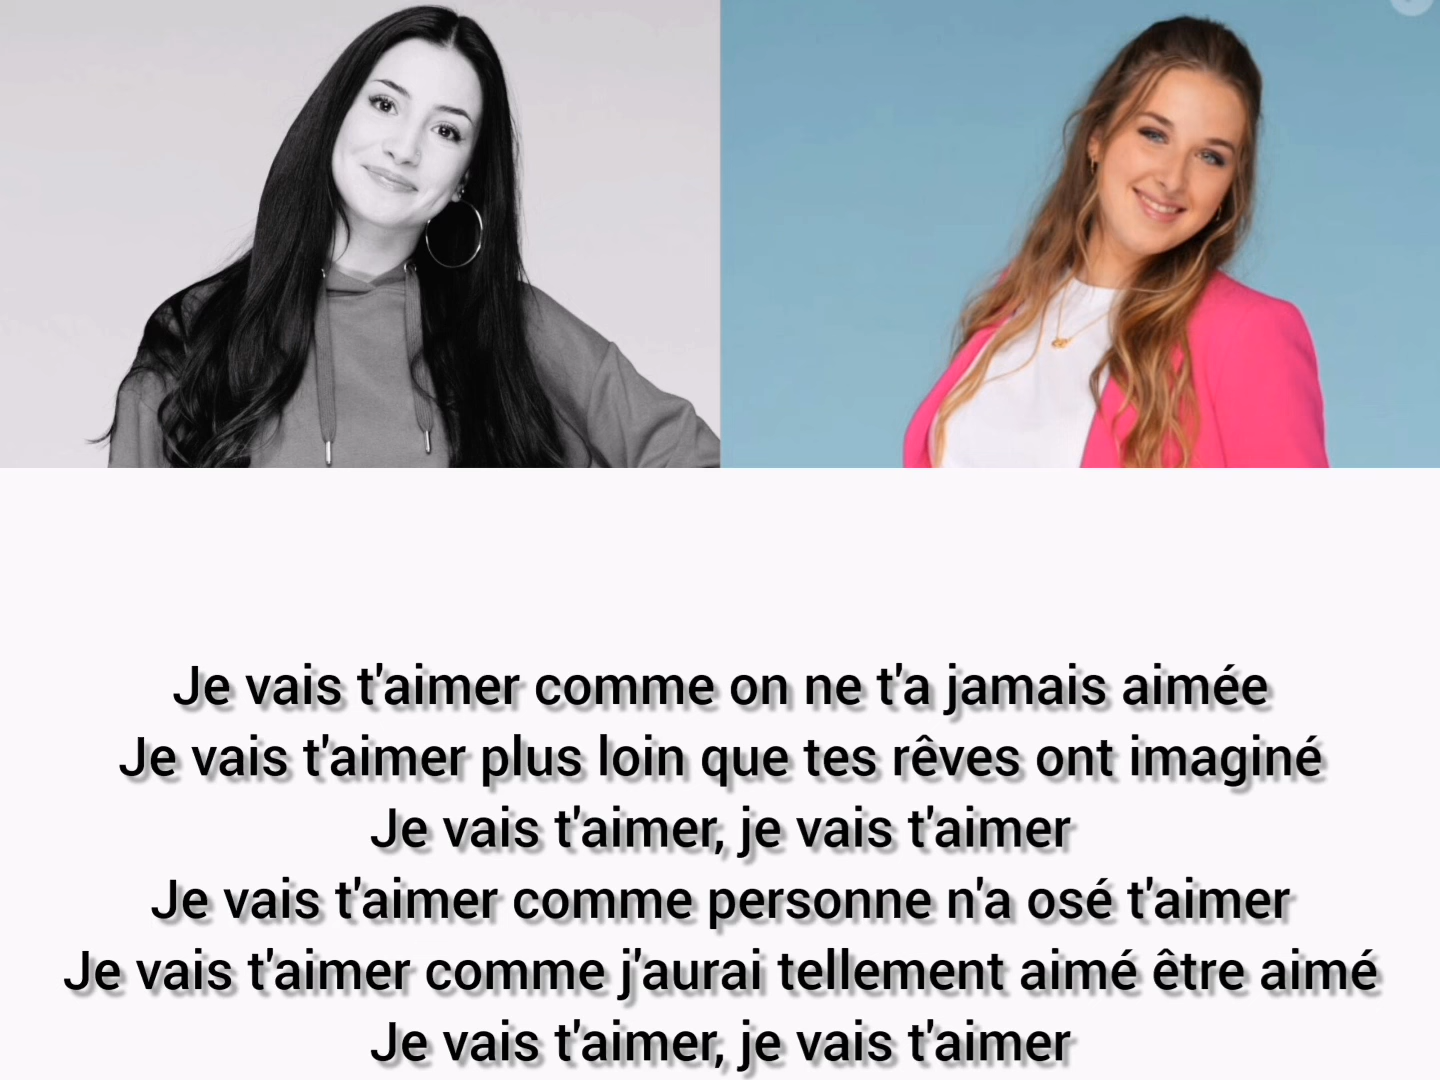 Je vais t'aimer comme on ne t'a jamais aimée
Je vais t'aimer plus loin que tes rêves ont imaginé
Je vais t'aimer, je vais t'aimer
Je vais t'aimer comme personne n'a osé t'aimer
Je vais t'aimer comme j'aurai tellement aimé être aimé
Je vais t'aimer, je vais t'aimer